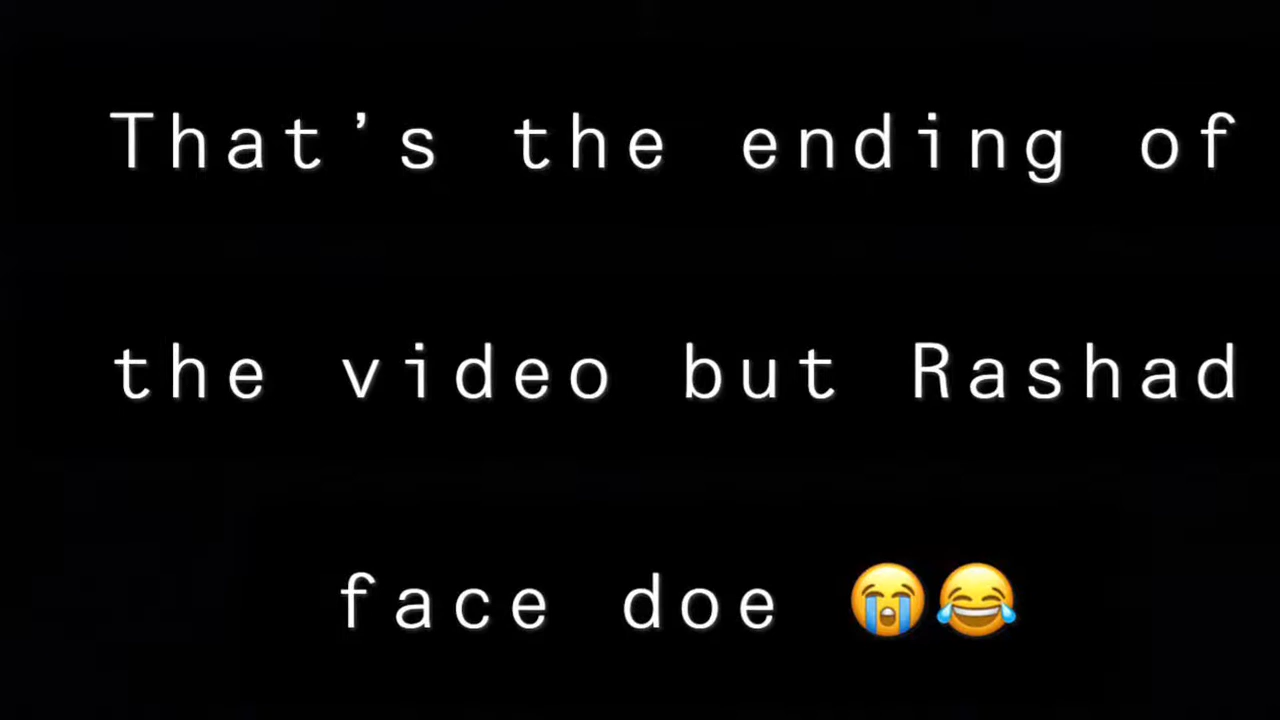 That’s the ending of
the video but Rashad
face doe 😭😂